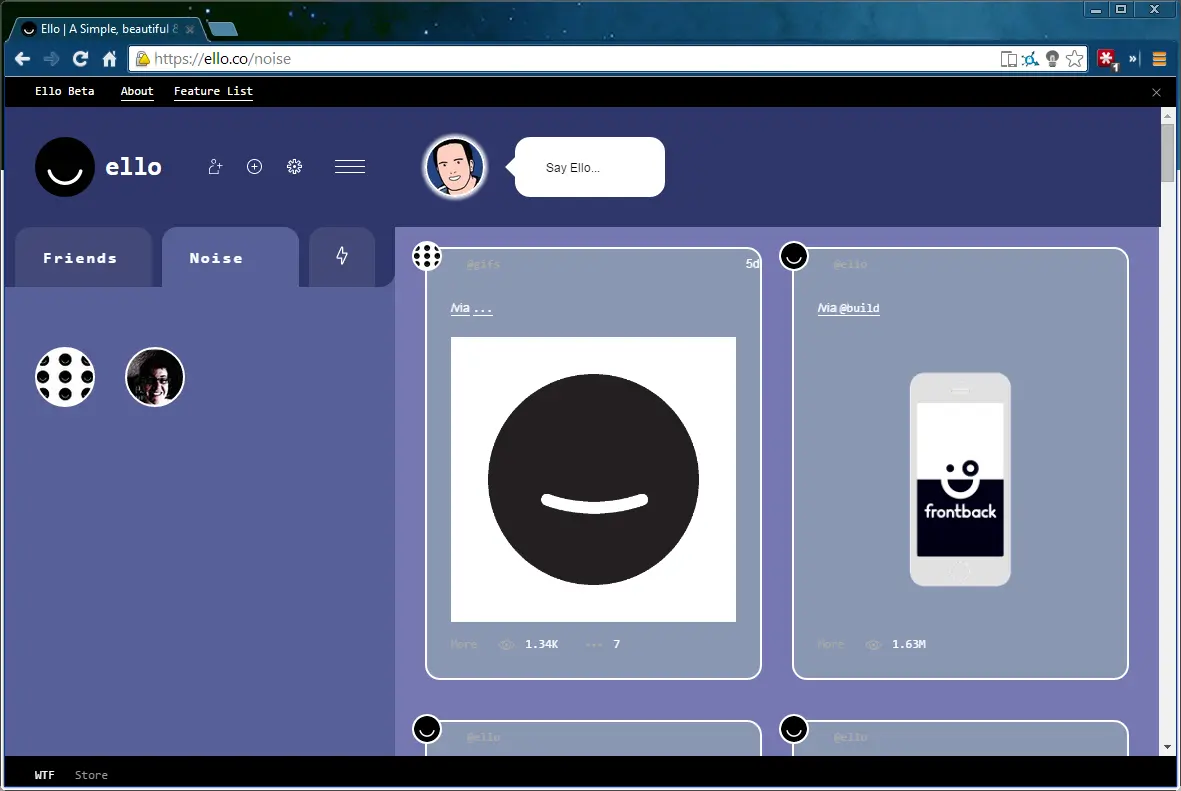 Ello | A Simple, beautiful &
https://ello.co/noise
1
»
Ello Beta About Feature List
ello
Say Ello...
Friends Noise
@gifs 5d
@ello
/via ...
/via @build
frontback
More 1.34K 7
More 1.63M
@ello
@ello
WTF Store